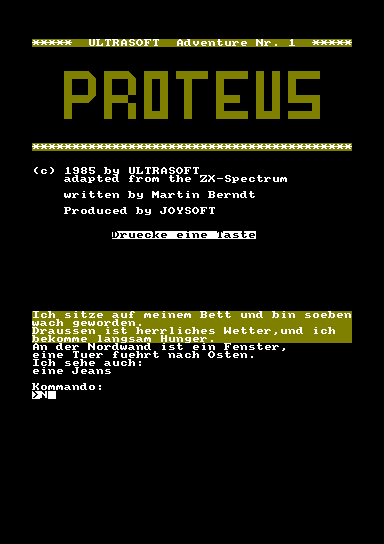 ***** ULTRASOFT Adventure Nr. 1 *****
PROTEUS
****************************************
(c) 1985 by ULTRASOFT
adapted from the ZX-Spectrum
written by Martin Berndt
Produced by JOYSOFT
Druecke eine Taste
Ich sitze auf meinem Bett und bin soeben
wach geworden.
Draussen ist herrliches Wetter,und ich
bekomme langsam Hunger.
An der Nordwand ist ein Fenster,
eine Tuer fuehrt nach Osten.
Ich sehe auch:
eine Jeans
Kommando:
>N